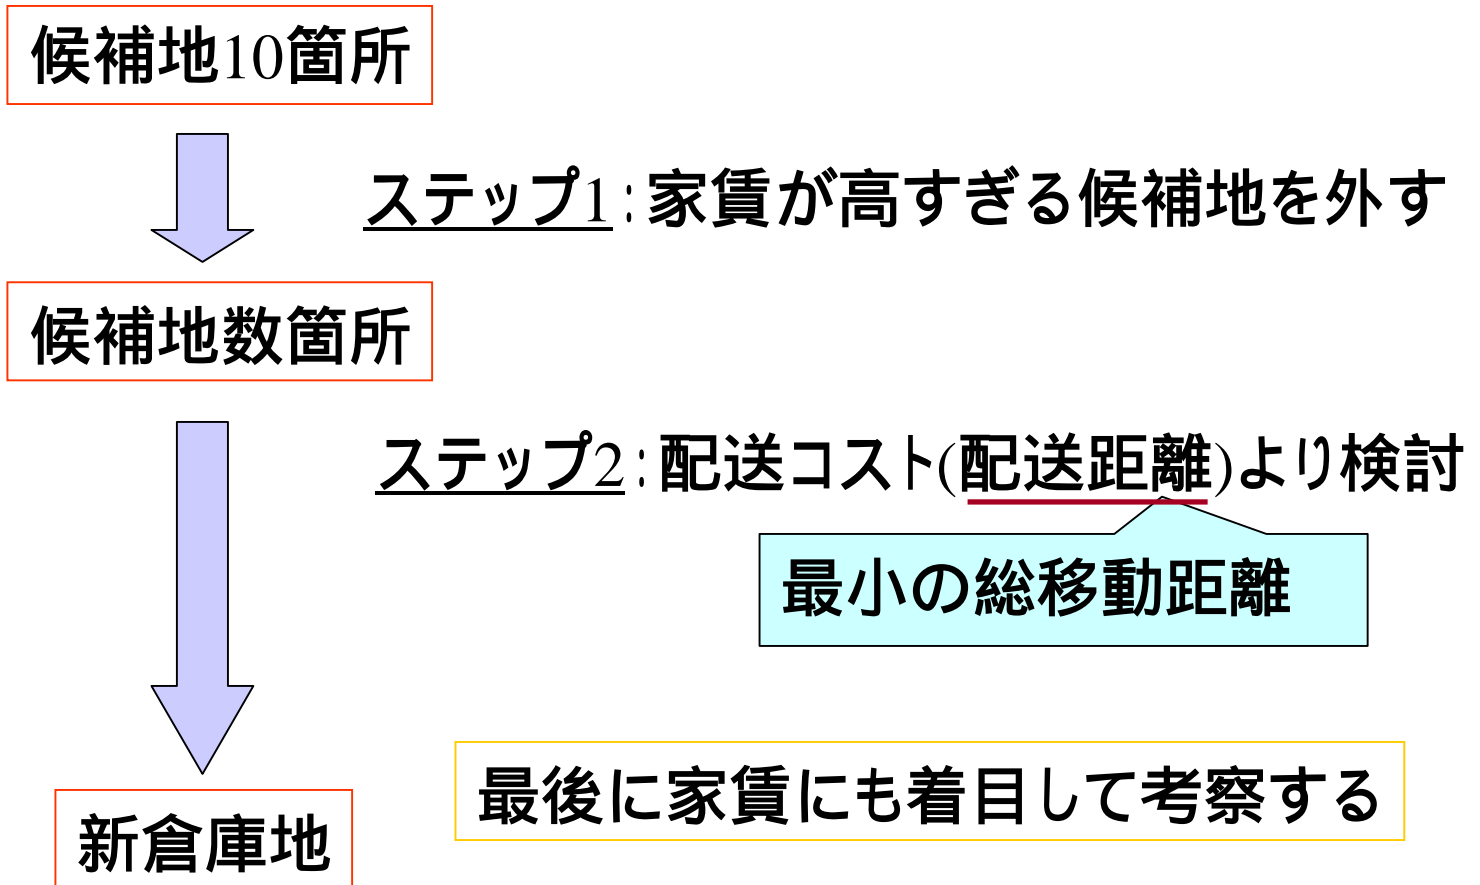 候補地10箇所
ステップ1：家賃が高すぎる候補地を外す
候補地数箇所
ステップ2：配送コスト(配送距離)より検討
最小の総移動距離
最後に家賃にも着目して考察する
新倉庫地